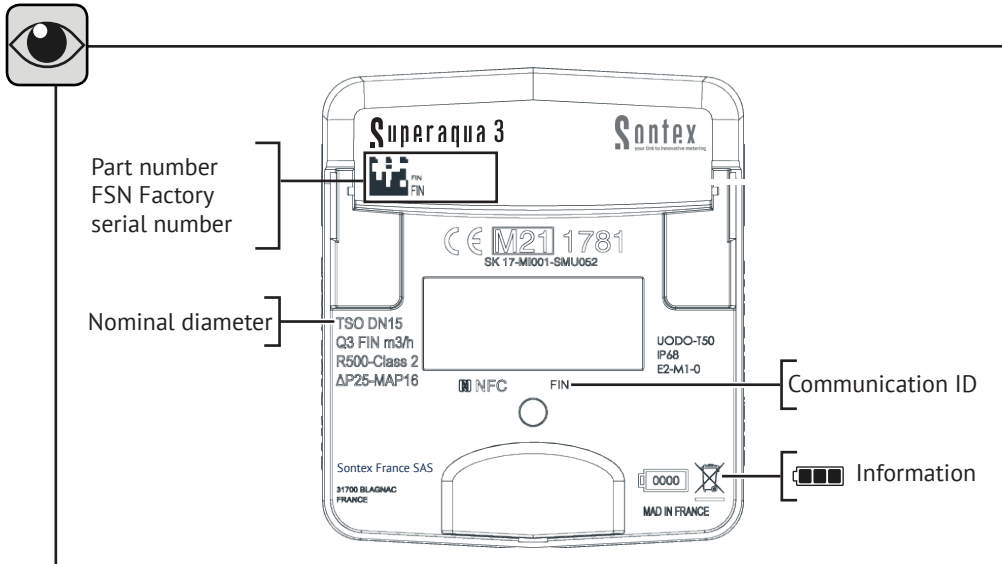 Superaqua 3
Sontex
your link to innovative metering
Part number
FSN Factory
serial number
FIN
FIN
CE M21 1781
SK 17-MI001-SMU052
Nominal diameter
TSO DN15
Q3 FIN m3/h
R500-Class 2
ΔP25-MAP16
UODO-T50
IP68
E2-M1-0
N NFC
FIN
Communication ID
Sontex France SAS
31700 BLAGNAC
FRANCE
0000
MAD IN FRANCE
Information